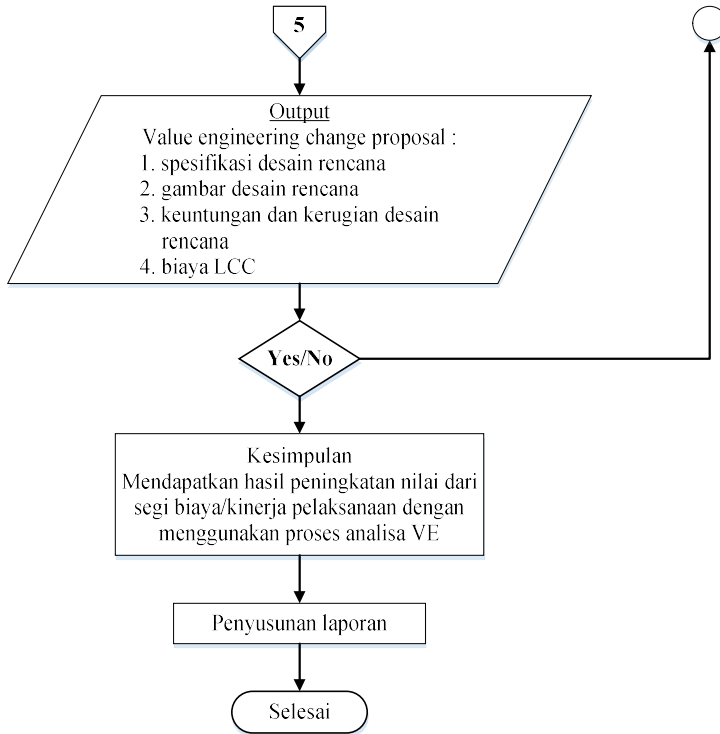 5
Output
Value engineering change proposal :
1. spesifikasi desain rencana
2. gambar desain rencana
3. keuntungan dan kerugian desain
rencana
4. biaya LCC
Yes/No
Kesimpulan
Mendapatkan hasil peningkatan nilai dari
segi biaya/kinerja pelaksanaan dengan
menggunakan proses analisa VE
Penyusunan laporan
Selesai